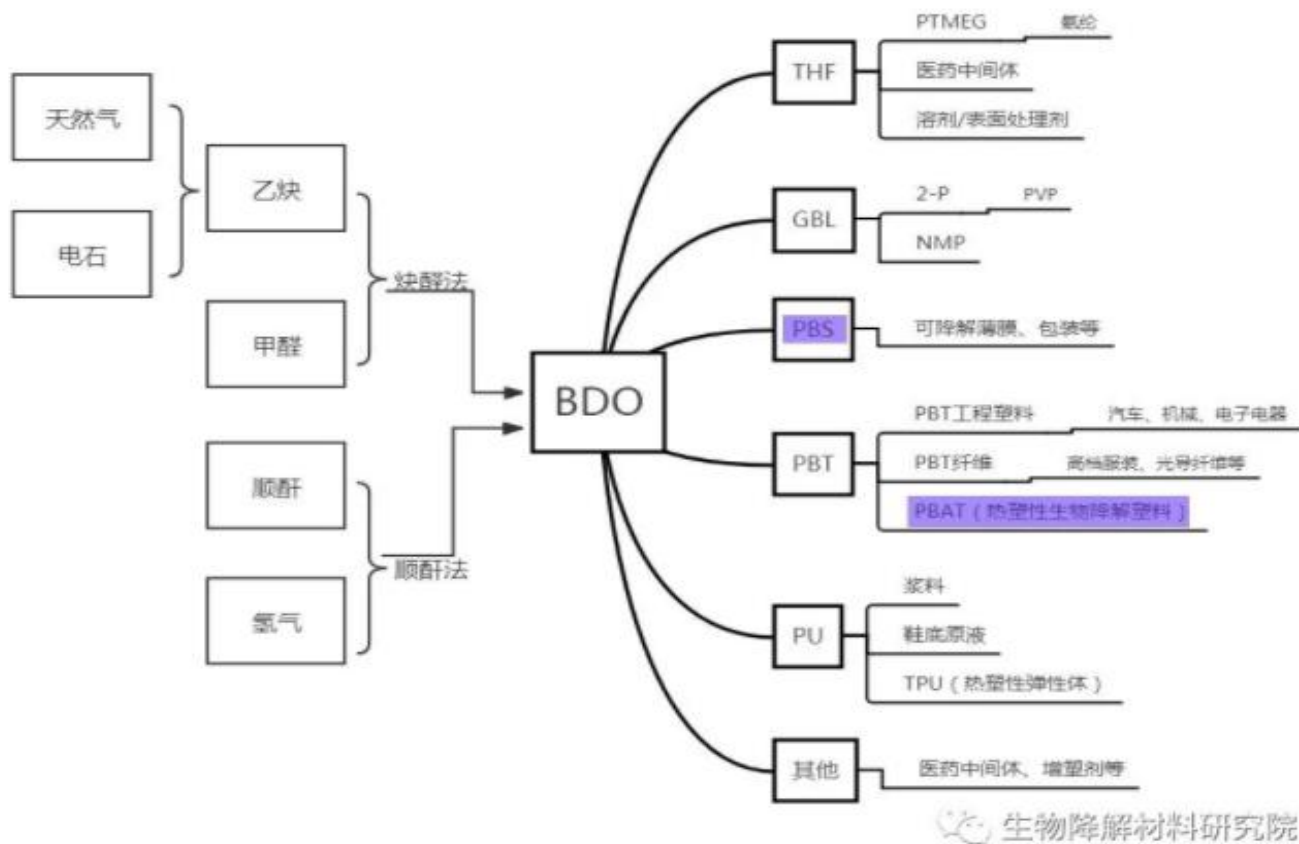 天然气
电石
乙炔
甲醛
顺酐
氢气
炔醛法
顺酐法
BDO
THF
PTMEG
氨纶
医药中间体
溶剂/表面处理剂
GBL
2-P
PVP
NMP
PBS
可降解薄膜、包装等
PBT
PBT工程塑料
汽车、机械、电子电器
PBT纤维
高档服装、光导纤维等
PBAT（热塑性生物降解塑料）
PU
浆料
鞋底原液
TPU（热塑性弹性体）
其他
医药中间体、增塑剂等
生物降解材料研究院